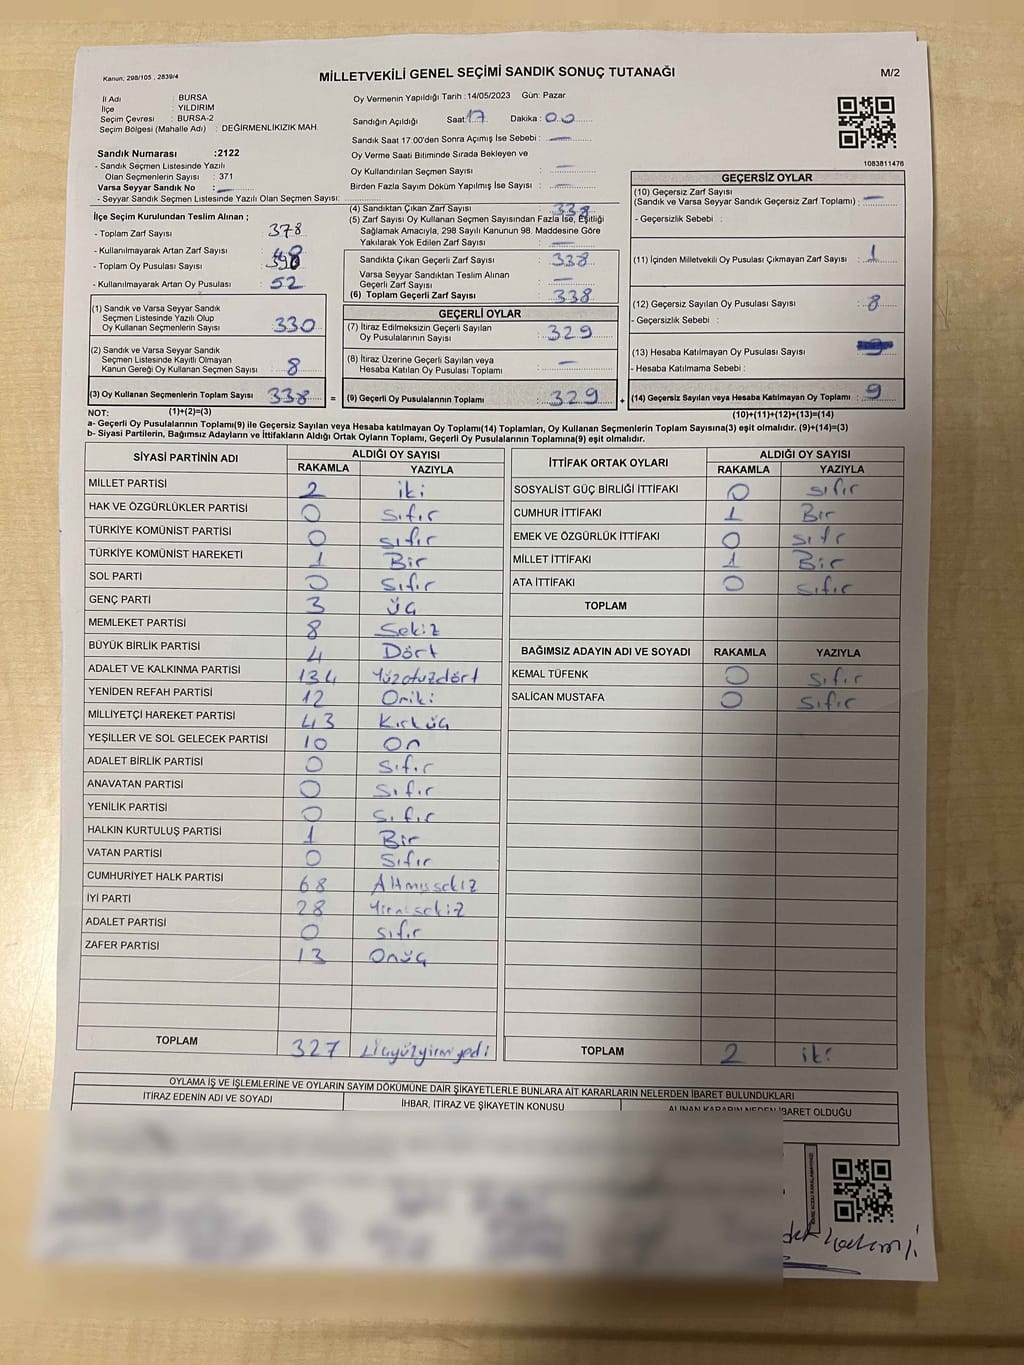 Kanun; 298/105 , 2839/4
MİLLETVEKİLİ GENEL SEÇİMİ SANDIK SONUÇ TUTANAĞI
M/2
İl Adı : BURSA
İlçe : YILDIRIM
Seçim Çevresi : BURSA-2
Seçim Bölgesi (Mahalle Adı) : DEĞİRMENLİKIZIK MAH.
Oy Vermenin Yapıldığı Tarih : 14/05/2023 Gün: Pazar
Sandığın Açıldığı Saat: 17 Dakika : 00
Sandık Saat 17:00'den Sonra Açmış İse Sebebi : —
Oy Verme Saati Bitiminde Sırada Bekleyen ve
Oy Kullandırılan Seçmen Sayısı : —
Birden Fazla Sayım Döküm Yapılmış İse Sayısı : —
1083811476
Sandık Numarası :2122
- Sandık Seçmen Listesinde Yazılı
Olan Seçmenlerin Sayısı : 371
Varsa Seyyar Sandık No : —
- Seyyar Sandık Seçmen Listesinde Yazılı Olan Seçmen Sayısı:
İlçe Seçim Kurulundan Teslim Alınan ;
- Toplam Zarf Sayısı : 378
- Kullanılmayarak Artan Zarf Sayısı :
- Toplam Oy Pusulası Sayısı :
- Kullanılmayarak Artan Oy Pusulası : 52
(1) Sandık ve Varsa Seyyar Sandık
Seçmen Listesinde Yazılı Olup
Oy Kullanan Seçmenlerin Sayısı : 330
(2) Sandık ve Varsa Seyyar Sandık
Seçmen Listesinde Kayıtlı Olmayan
Kanun Gereği Oy Kullanan Seçmen Sayısı : 8
(3) Oy Kullanan Seçmenlerin Toplam Sayısı : 338 =
(4) Sandıktan Çıkan Zarf Sayısı : 338
(5) Zarf Sayısı Oy Kullanan Seçmen Sayısından Fazla İse, Eşitliği
Sağlamak Amacıyla, 298 Sayılı Kanunun 98. Maddesine Göre
Yakılarak Yok Edilen Zarf Sayısı : —
Sandıkta Çıkan Geçerli Zarf Sayısı : 338
Varsa Seyyar Sandıktan Teslim Alınan
Geçerli Zarf Sayısı : —
(6) Toplam Geçerli Zarf Sayısı : 338
GEÇERLİ OYLAR
(7) İtiraz Edilmeksizin Geçerli Sayılan
Oy Pusulalarının Sayısı : 329
(8) İtiraz Üzerine Geçerli Sayılan veya
Hesaba Katılan Oy Pusulası Toplamı : —
(9) Geçerli Oy Pusulalarının Toplamı : 329 +
GEÇERSİZ OYLAR
(10) Geçersiz Zarf Sayısı
(Sandık ve Varsa Seyyar Sandık Geçersiz Zarf Toplamı) : —
- Geçersizlik Sebebi :
(11) İçinden Milletvekili Oy Pusulası Çıkmayan Zarf Sayısı : 1
(12) Geçersiz Sayılan Oy Pusulası Sayısı : 8
- Geçersizlik Sebebi :
(13) Hesaba Katılmayan Oy Pusulası Sayısı :
- Hesaba Katılmama Sebebi :
(14) Geçersiz Sayılan veya Hesaba Katılmayan Oy Toplamı : 9
NOT: (1)+(2)=(3) (10)+(11)+(12)+(13)=(14)
a- Geçerli Oy Pusulalarının Toplamı(9) ile Geçersiz Sayılan veya Hesaba Katılmayan Oy Toplamı(14) Toplamları, Oy Kullanan Seçmenlerin Toplam Sayısına(3) eşit olmalıdır. (9)+(14)=(3)
b- Siyasi Partilerin, Bağımsız Adayların ve İttifakların Aldığı Ortak Oyların Toplamı, Geçerli Oy Pusulalarının Toplamına(9) eşit olmalıdır.
SİYASİ PARTİNİN ADI ALDIĞI OY SAYISI
RAKAMLA YAZIYLA
MİLLET PARTİSİ 2 iki
HAK VE ÖZGÜRLÜKLER PARTİSİ 0 sıfır
TÜRKİYE KOMÜNİST PARTİSİ 0 sıfır
TÜRKİYE KOMÜNİST HAREKETİ 1 Bir
SOL PARTİ 0 Sıfır
GENÇ PARTİ 3 üç
MEMLEKET PARTİSİ 8 Sekiz
BÜYÜK BİRLİK PARTİSİ 4 Dört
ADALET VE KALKINMA PARTİSİ 134 Yüzotuzdört
YENİDEN REFAH PARTİSİ 12 Oniki
MİLLİYETÇİ HAREKET PARTİSİ 43 Kırküç
YEŞİLLER VE SOL GELECEK PARTİSİ 10 On
ADALET BİRLİK PARTİSİ 0 Sıfır
ANAVATAN PARTİSİ 0 Sıfır
YENİLİK PARTİSİ 0 Sıfır
HALKIN KURTULUŞ PARTİSİ 1 Bir
VATAN PARTİSİ 0 Sıfır
CUMHURİYET HALK PARTİSİ 68 Altmışsekiz
İYİ PARTİ 28 Yirmisekiz
ADALET PARTİSİ 0 sıfır
ZAFER PARTİSİ 13 Onüç
TOPLAM 327 Üçyüzyirmiyedi
İTTİFAK ORTAK OYLARI ALDIĞI OY SAYISI
RAKAMLA YAZIYLA
SOSYALİST GÜÇ BİRLİĞİ İTTİFAKI 0 sıfır
CUMHUR İTTİFAKI 1 Bir
EMEK VE ÖZGÜRLÜK İTTİFAKI 0 sıfr
MİLLET İTTİFAKI 1 Bir
ATA İTTİFAKI 0 sıfır
TOPLAM
BAĞIMSIZ ADAYIN ADI VE SOYADI RAKAMLA YAZIYLA
KEMAL TÜFENK 0 sıfır
SALİCAN MUSTAFA 0 sıfır
TOPLAM 2 iki
OYLAMA İŞ VE İŞLEMLERİNE VE OYLARIN SAYIM DÖKÜMÜNE DAİR ŞİKAYETLERLE BUNLARA AİT KARARLARIN NELERDEN İBARET BULUNDUKLARI
İTİRAZ EDENİN ADI VE SOYADI İHBAR, İTİRAZ VE ŞİKAYETİN KONUSU ALINAN KARARIN NEDEN İBARET OLDUĞU